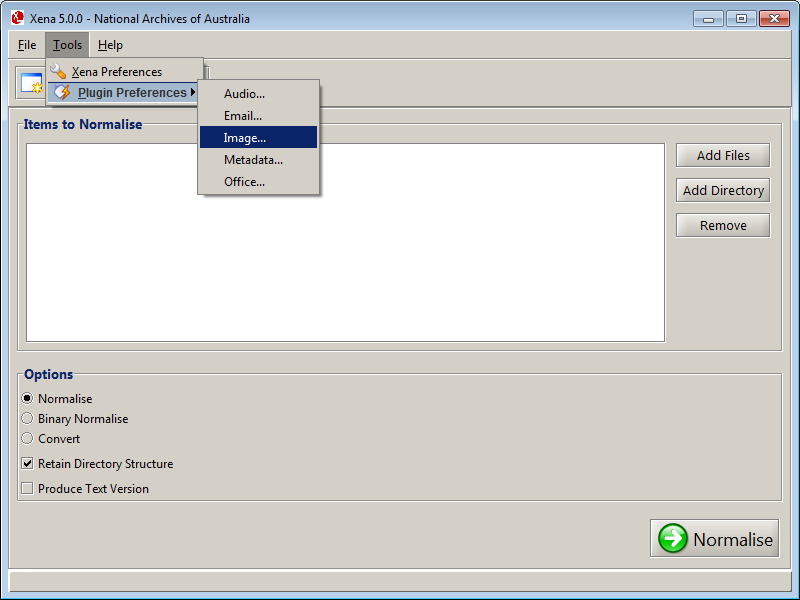 Xena 5.0.0 - National Archives of Australia
File Tools Help
Xena Preferences
Plugin Preferences
Audio...
Email...
Image...
Metadata...
Office...
Items to Normalise
Add Files
Add Directory
Remove
Options
Normalise
Binary Normalise
Convert
Retain Directory Structure
Produce Text Version
Normalise